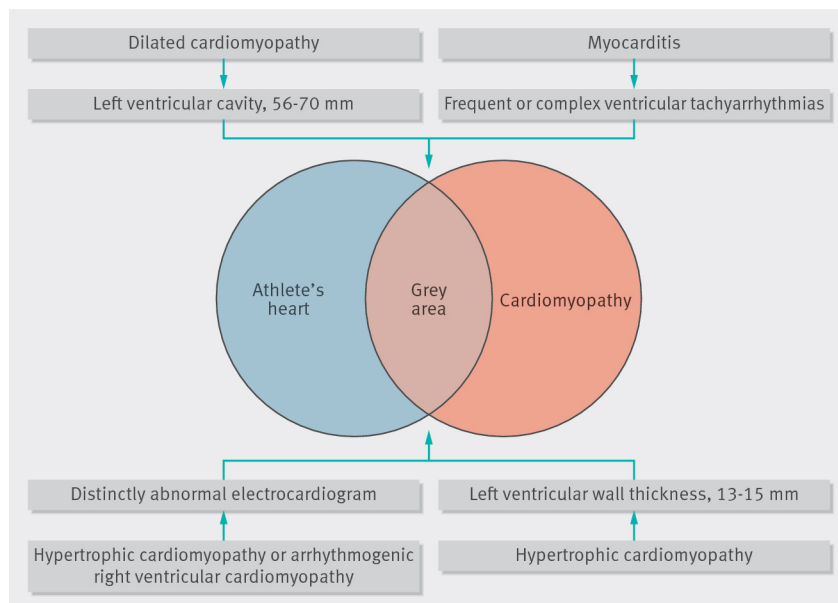 Dilated cardiomyopathy
Myocarditis
Left ventricular cavity, 56-70 mm
Frequent or complex ventricular tachyarrhythmias
Athlete's
heart
Grey
area
Cardiomyopathy
Distinctly abnormal electrocardiogram
Left ventricular wall thickness, 13-15 mm
Hypertrophic cardiomyopathy or arrhythmogenic
right ventricular cardiomyopathy
Hypertrophic cardiomyopathy